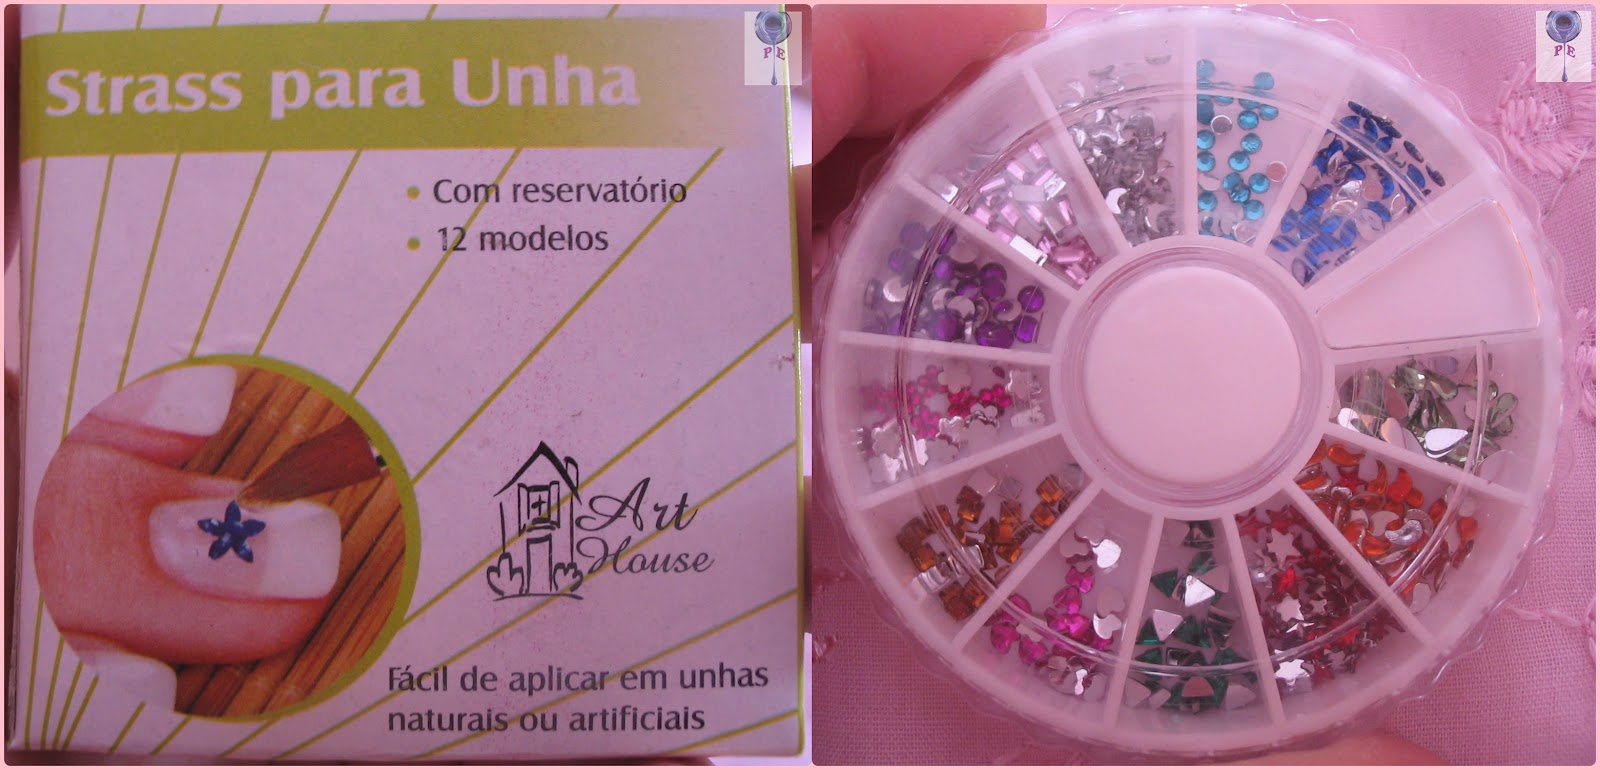 Strass para Unha
• Com reservatório
• 12 modelos
Art
House
Fácil de aplicar em unhas
naturais ou artificiais
P E
P E